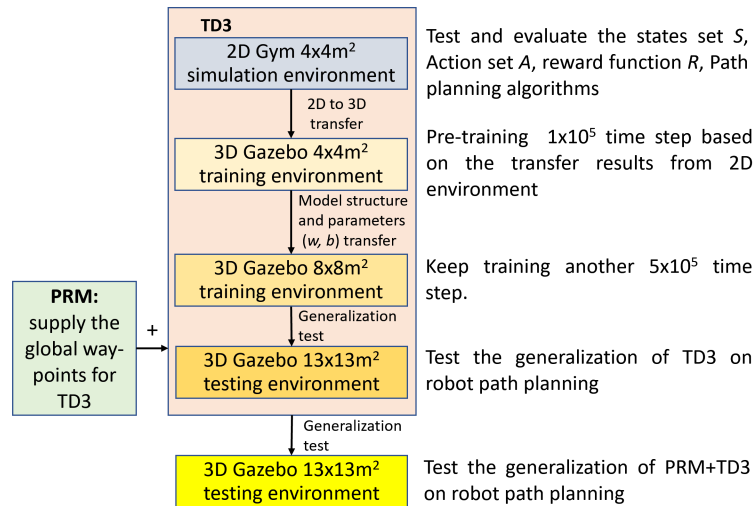 TD3
2D Gym 4x4m²
simulation environment
Test and evaluate the states set S,
Action set A, reward function R, Path
planning algorithms
2D to 3D
transfer
3D Gazebo 4x4m²
training environment
Pre-training 1x10⁵ time step based
on the transfer results from 2D
environment
Model structure
and parameters
(w, b) transfer
3D Gazebo 8x8m²
training environment
Keep training another 5x10⁵ time
step.
PRM:
supply the
global way-
points for
TD3
+
Generalization
test
3D Gazebo 13x13m²
testing environment
Test the generalization of TD3 on
robot path planning
Generalization
test
3D Gazebo 13x13m²
testing environment
Test the generalization of PRM+TD3
on robot path planning